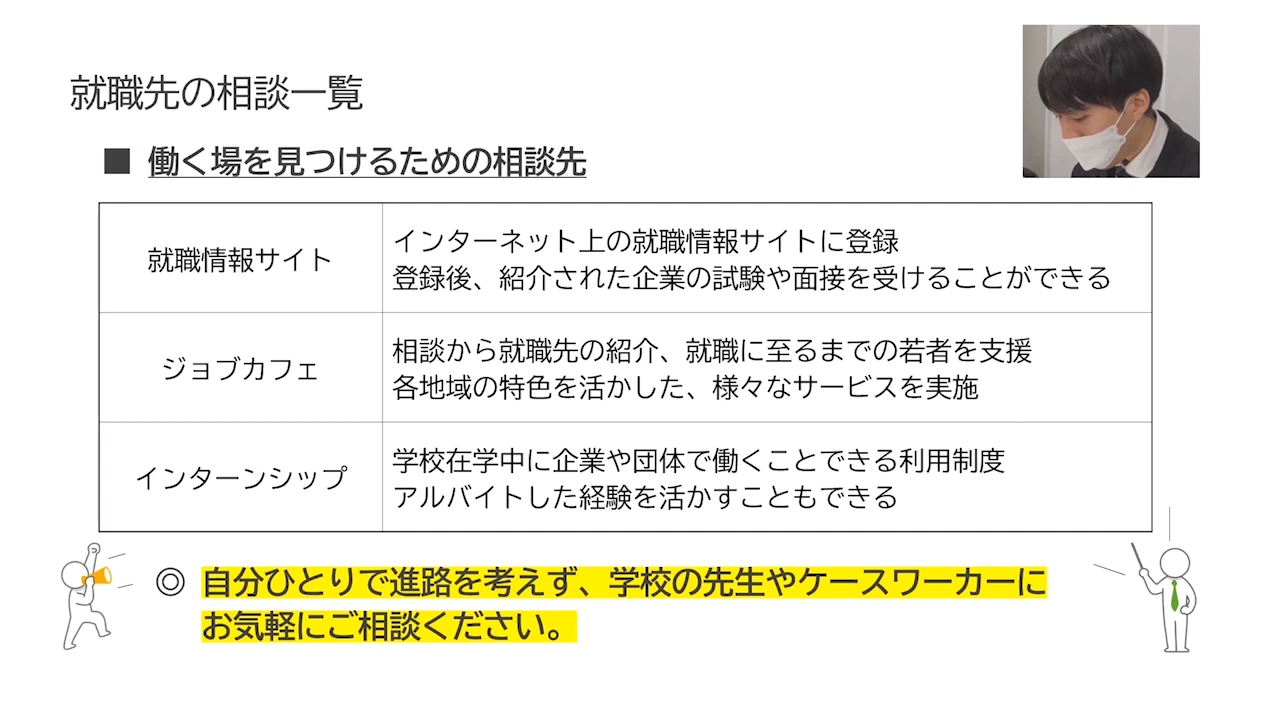 就職先の相談一覧
■ 働く場を見つけるための相談先
就職情報サイト
インターネット上の就職情報サイトに登録
登録後、紹介された企業の試験や面接を受けることができる
ジョブカフェ
相談から就職先の紹介、就職に至るまでの若者を支援
各地域の特色を活かした、様々なサービスを実施
インターンシップ
学校在学中に企業や団体で働くことできる利用制度
アルバイトした経験を活かすこともできる
◎ 自分ひとりで進路を考えず、学校の先生やケースワーカーに
お気軽にご相談ください。